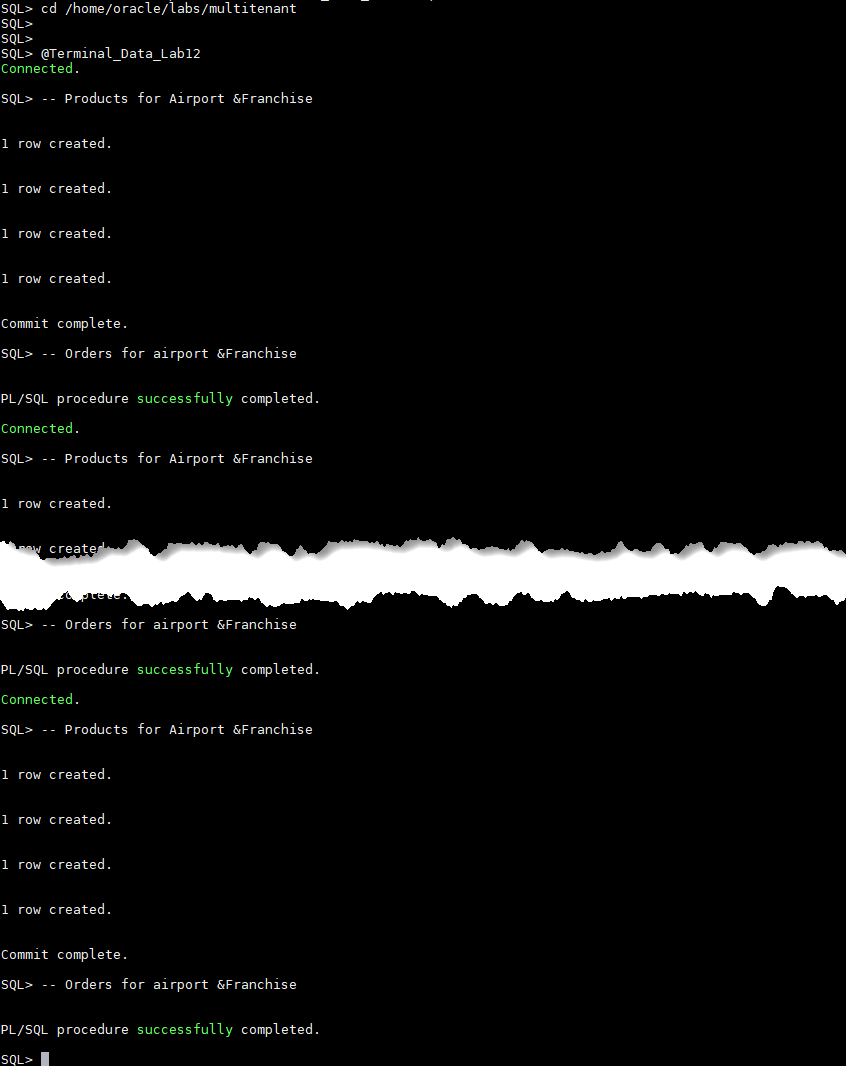 SQL> cd /home/oracle/labs/multitenant
SQL>
SQL>
SQL> @Terminal_Data_Lab12
Connected.
SQL> -- Products for Airport &Franchise
1 row created.
1 row created.
1 row created.
1 row created.
Commit complete.
SQL> -- Orders for airport &Franchise
PL/SQL procedure successfully completed.
Connected.
SQL> -- Products for Airport &Franchise
1 row created.
row created
complete.
SQL> -- Orders for airport &Franchise
PL/SQL procedure successfully completed.
Connected.
SQL> -- Products for Airport &Franchise
1 row created.
1 row created.
1 row created.
1 row created.
Commit complete.
SQL> -- Orders for airport &Franchise
PL/SQL procedure successfully completed.
SQL>